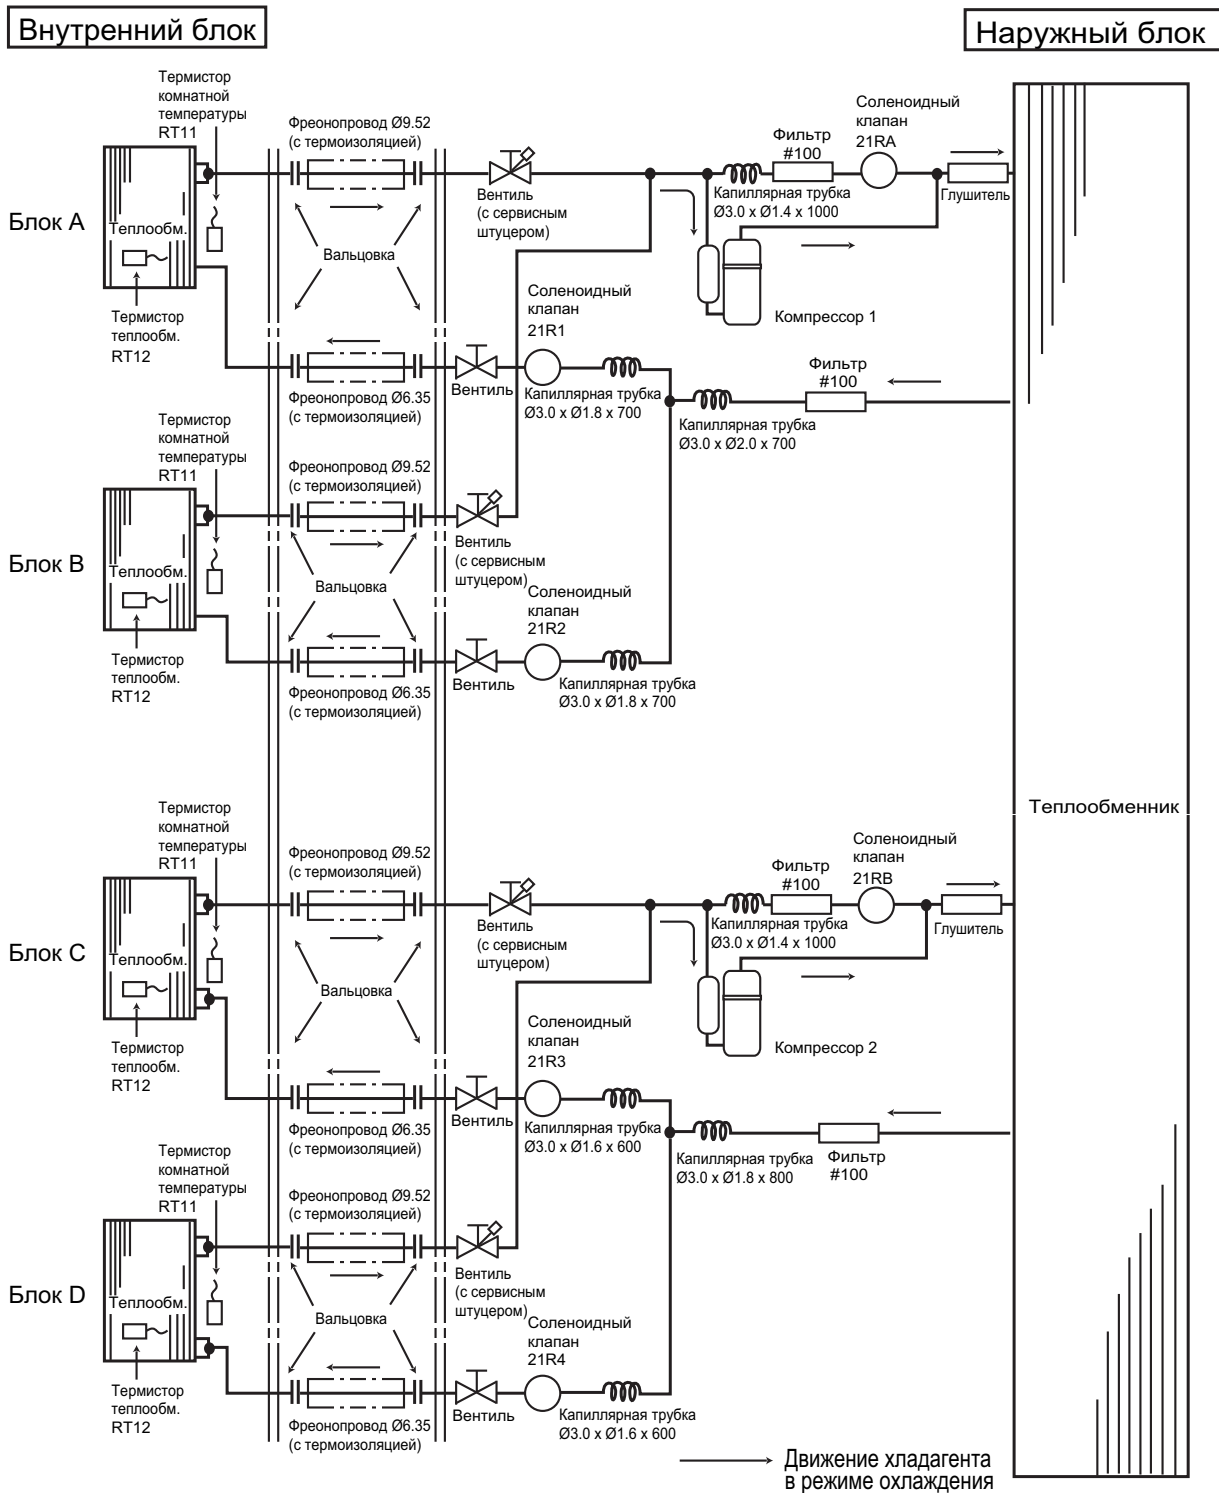 Внутренний блок
Наружный блок
Термистор
комнатной
температуры
RT11
Фреонопровод Ø9.52
(с термоизоляцией)
Вентиль
(с сервисным
штуцером)
Фильтр
#100
Соленоидный
клапан
21RA
Капиллярная трубка
Ø3.0 x Ø1.4 x 1000
Глушитель
Блок A
Теплообм.
Вальцовка
Термистор
теплообм.
RT12
Соленоидный
клапан
21R1
Компрессор 1
Фреонопровод Ø6.35
(с термоизоляцией)
Вентиль
Капиллярная трубка
Ø3.0 x Ø1.8 x 700
Фильтр
#100
Капиллярная трубка
Ø3.0 x Ø2.0 x 700
Термистор
комнатной
температуры
RT11
Фреонопровод Ø9.52
(с термоизоляцией)
Вентиль
(с сервисным
штуцером)
Блок B
Теплообм.
Вальцовка
Соленоидный
клапан
21R2
Термистор
теплообм.
RT12
Фреонопровод Ø6.35
(с термоизоляцией)
Вентиль
Капиллярная трубка
Ø3.0 x Ø1.8 x 700
Теплообменник
Термистор
комнатной
температуры
RT11
Фреонопровод Ø9.52
(с термоизоляцией)
Вентиль
(с сервисным
штуцером)
Фильтр
#100
Соленоидный
клапан
21RB
Капиллярная трубка
Ø3.0 x Ø1.4 x 1000
Глушитель
Блок C
Теплообм.
Вальцовка
Термистор
теплообм.
RT12
Соленоидный
клапан
21R3
Компрессор 2
Фреонопровод Ø6.35
(с термоизоляцией)
Вентиль
Капиллярная трубка
Ø3.0 x Ø1.6 x 600
Капиллярная трубка
Ø3.0 x Ø1.8 x 800
Фильтр
#100
Термистор
комнатной
температуры
RT11
Фреонопровод Ø9.52
(с термоизоляцией)
Вентиль
(с сервисным
штуцером)
Блок D
Теплообм.
Вальцовка
Соленоидный
клапан
21R4
Термистор
теплообм.
RT12
Фреонопровод Ø6.35
(с термоизоляцией)
Вентиль
Капиллярная трубка
Ø3.0 x Ø1.6 x 600
Движение хладагента
в режиме охлаждения